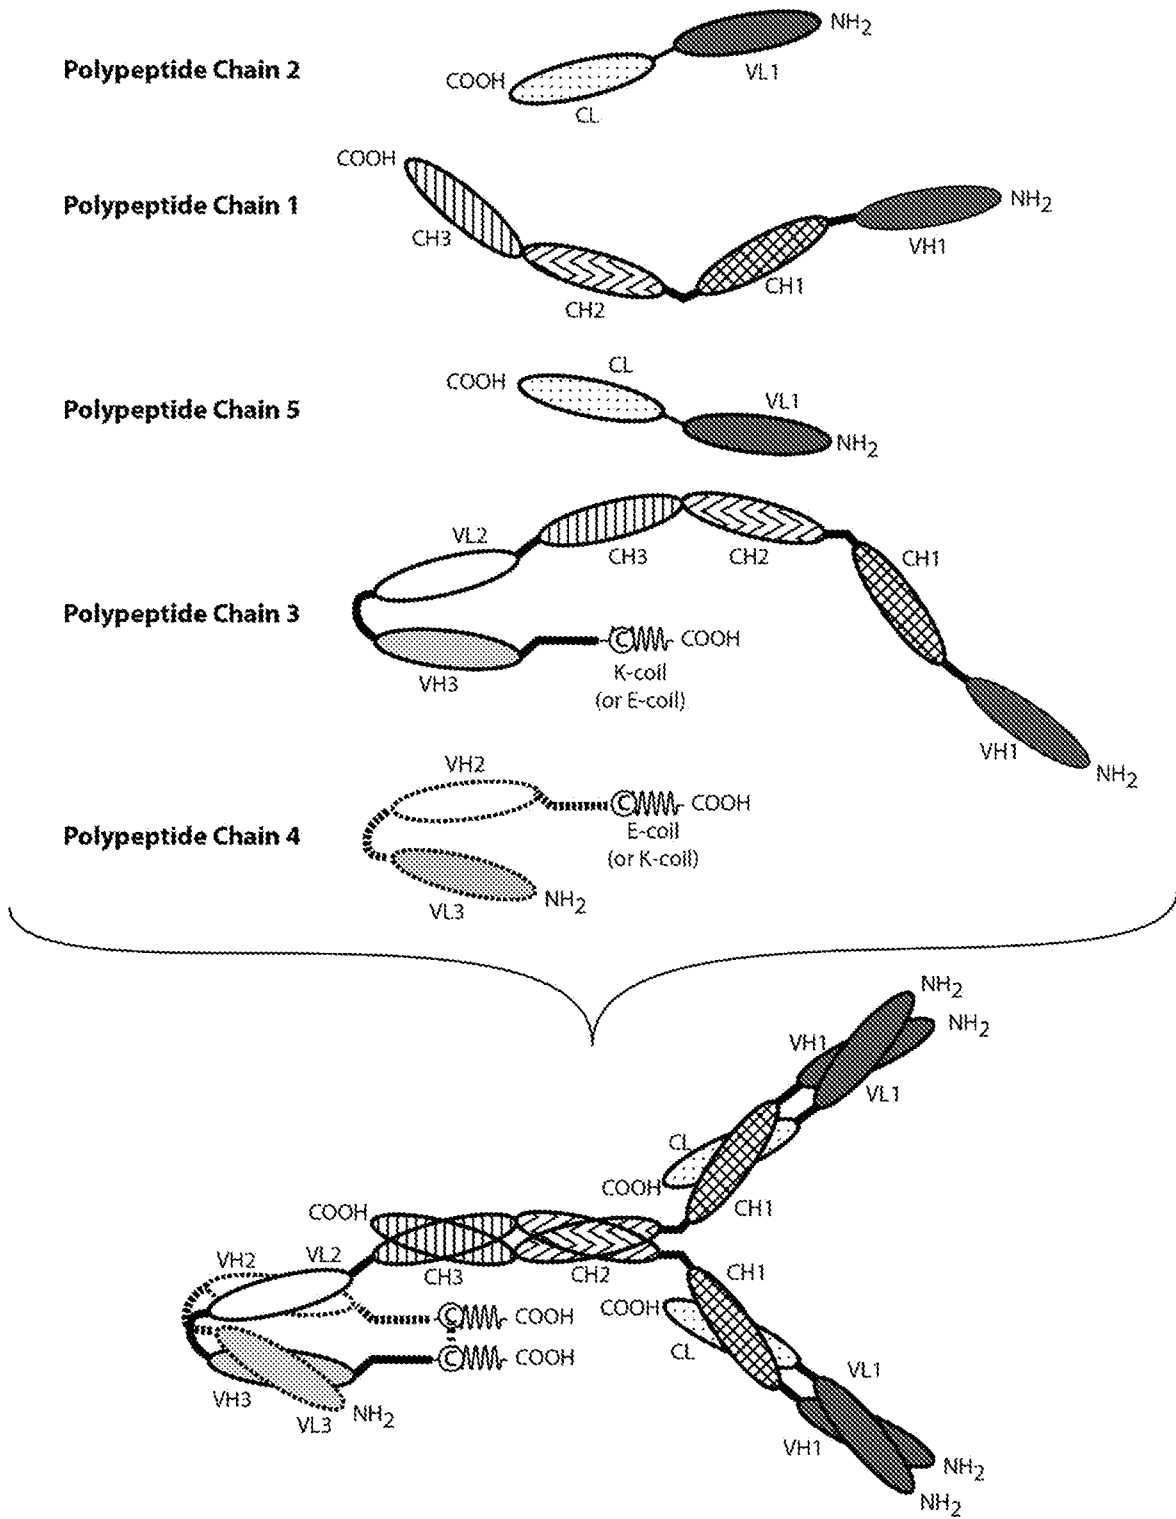 NH2
Polypeptide Chain 2
COOH
VL1
CL
COOH
Polypeptide Chain 1
NH2
CH3
VH1
CH1
CH2
CL
COOH
VL1
Polypeptide Chain 5
NH2
VL2
CH3
CH2
CH1
Polypeptide Chain 3
C COOH
VH3
K-coil
(or E-coil)
VH1
NH2
VH2
C COOH
Polypeptide Chain 4
E-coil
(or K-coil)
NH2
VL3
NH2
NH2
VH1
VL1
CL
COOH
CH1
COOH
VH2
VL2
CH3
CH2
CH1
COOH
C COOH
CL
C COOH
VL1
VH3
NH2
VL3
VH1
NH2
NH2